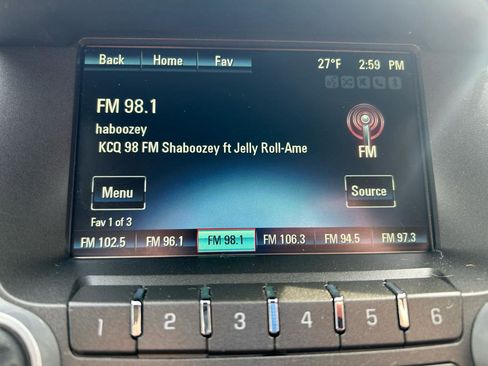 Back Home Fav 27°F 2:59 PM
FM 98.1
haboozey
KCQ 98 FM Shaboozey ft Jelly Roll-Ame
FM
Menu Source
Fav 1 of 3
FM 102.5 FM 96.1 FM 98.1 FM 106.3 FM 94.5 FM 97.3
1 2 3 4 5 6